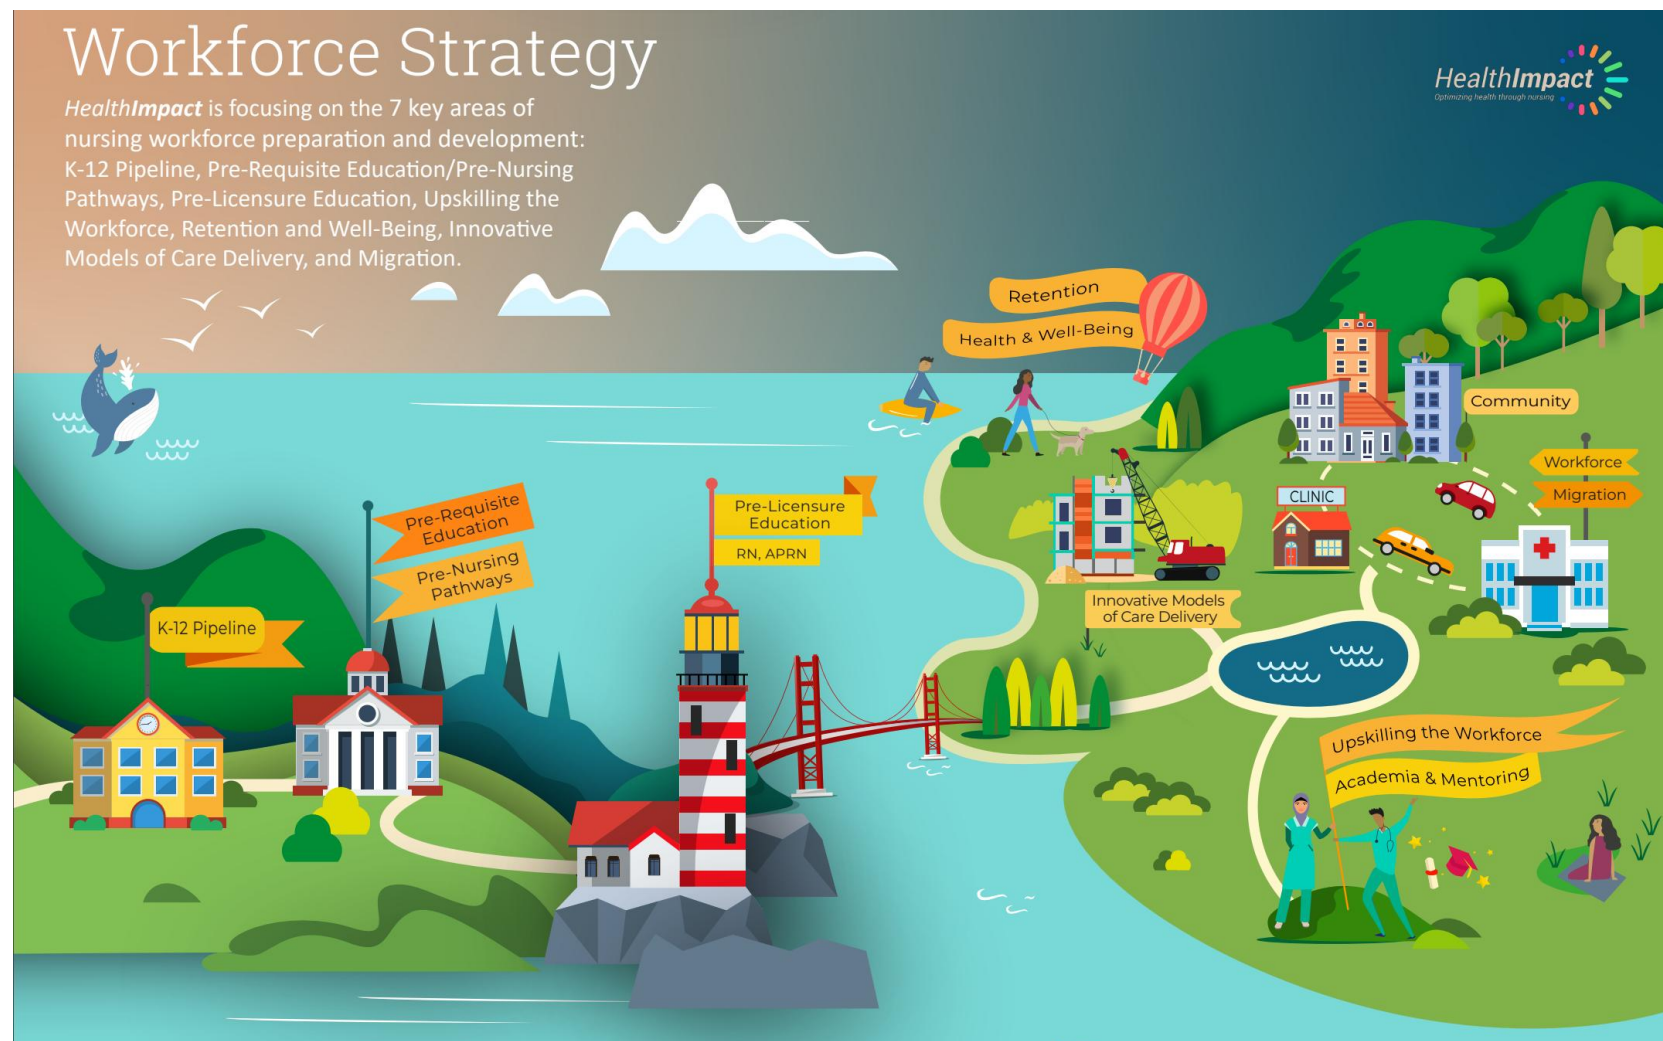 Workforce Strategy
HealthImpact is focusing on the 7 key areas of
nursing workforce preparation and development:
K-12 Pipeline, Pre-Requisite Education/Pre-Nursing
Pathways, Pre-Licensure Education, Upskilling the
Workforce, Retention and Well-Being, Innovative
Models of Care Delivery, and Migration.
HealthImpact
Optimizing health through nursing
Retention
Health & Well-Being
Community
Workforce
Migration
CLINIC
Pre-Requisite
Education
Pre-Nursing
Pathways
Pre-Licensure
Education
RN, APRN
K-12 Pipeline
Innovative Models
of Care Delivery
Upskilling the Workforce
Academia & Mentoring